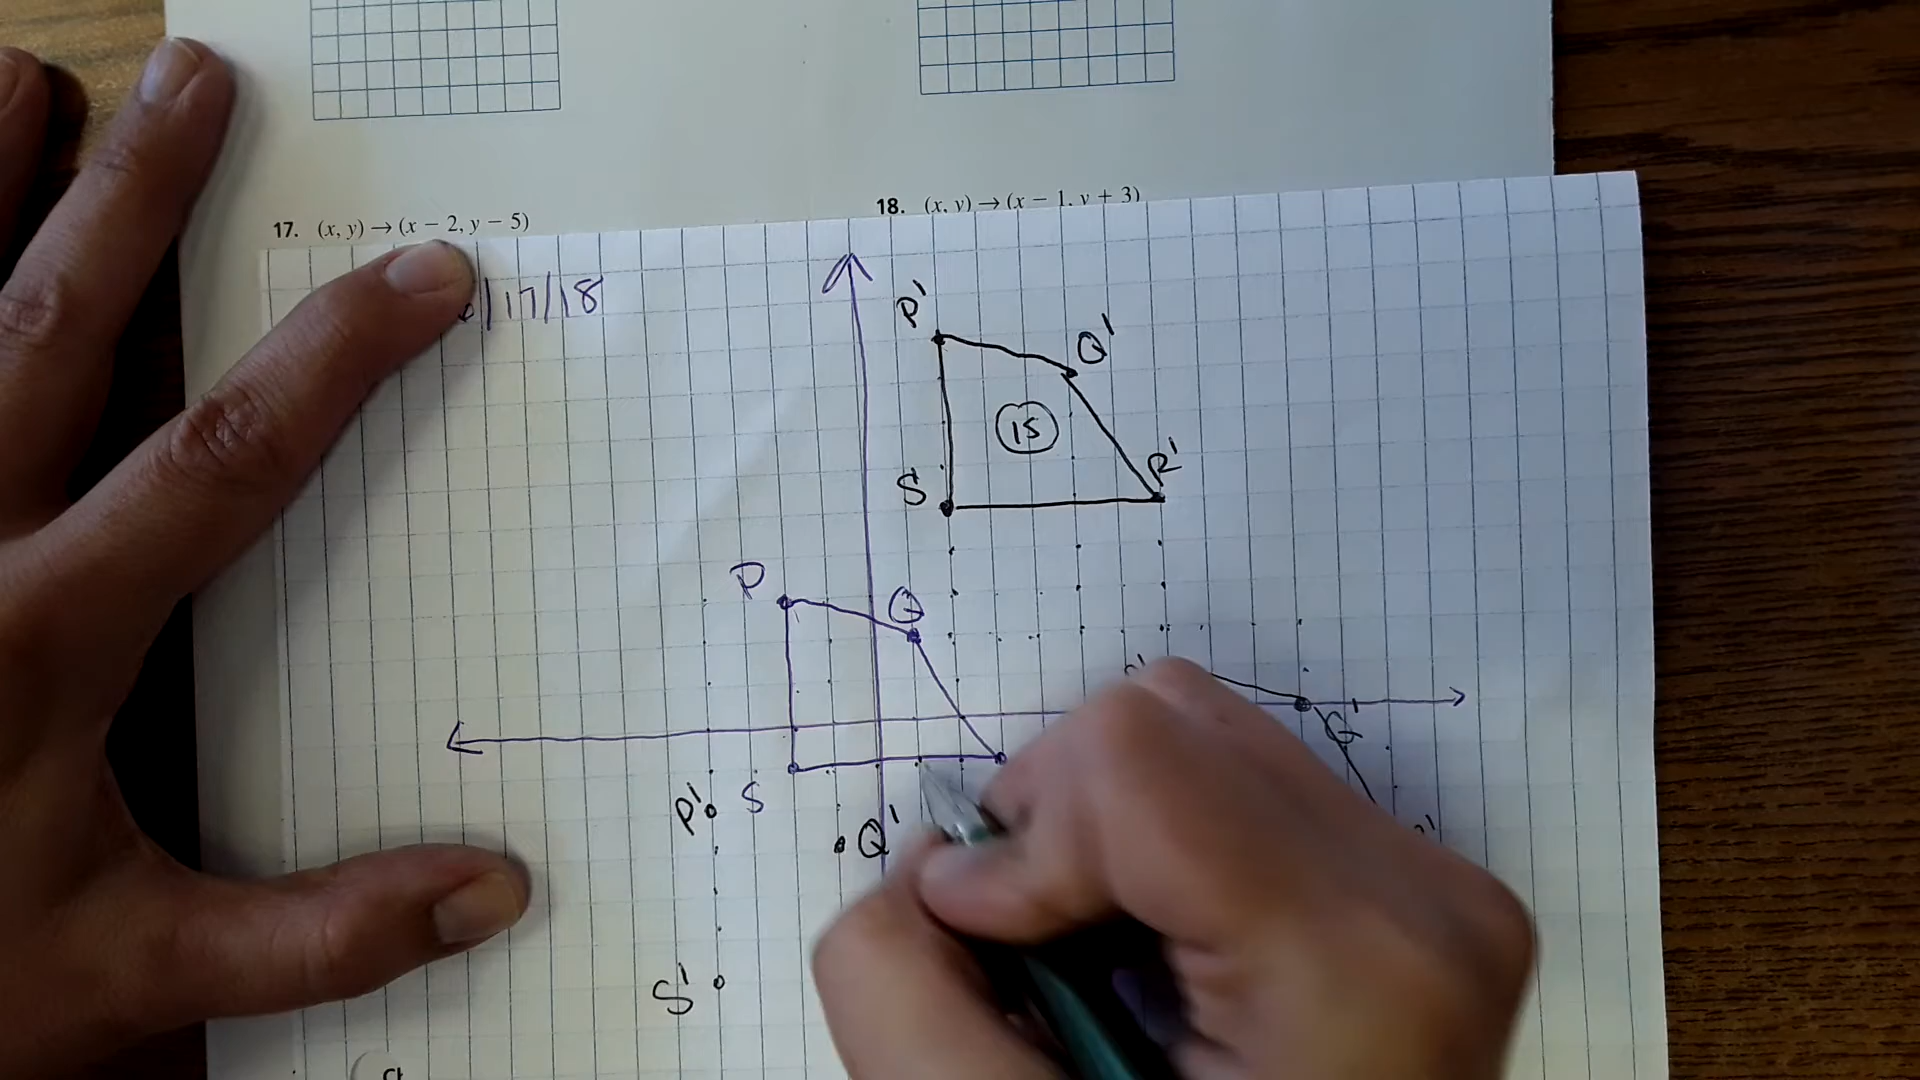 18. (x, y) → (x − 1, y + 3)
17. (x, y) → (x − 2, y − 5)
/17/18
P'
Q'
15
R'
S
P
Q
Q'
P'
S
Q'
S'